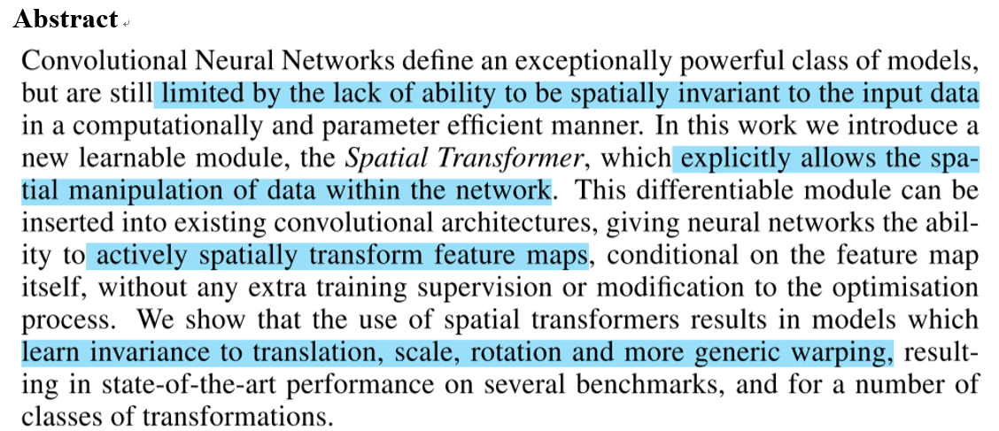 Abstract
Convolutional Neural Networks define an exceptionally powerful class of models,
but are still limited by the lack of ability to be spatially invariant to the input data
in a computationally and parameter efficient manner. In this work we introduce a
new learnable module, the Spatial Transformer, which explicitly allows the spa-
tial manipulation of data within the network. This differentiable module can be
inserted into existing convolutional architectures, giving neural networks the abil-
ity to actively spatially transform feature maps, conditional on the feature map
itself, without any extra training supervision or modification to the optimisation
process. We show that the use of spatial transformers results in models which
learn invariance to translation, scale, rotation and more generic warping, result-
ing in state-of-the-art performance on several benchmarks, and for a number of
classes of transformations.